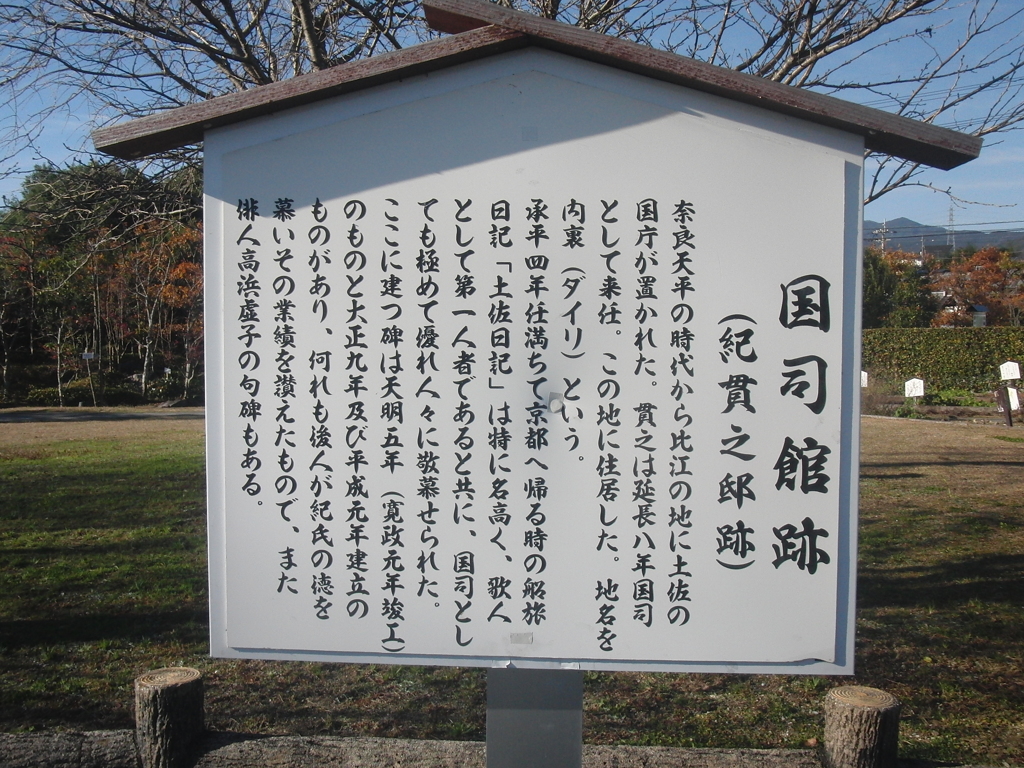 国司館跡
(紀貫之邸跡)
奈良天平の時代から比江の地に土佐の
国庁が置かれた。貫之は延長八年国司
として来任。この地に住居した。地名を
内裏(ダイリ)という。
承平四年任満ちて京都へ帰る時の船旅
日記「土佐日記」は特に名高く、歌人
として第一人者であると共に、国司とし
ても極めて優れ人々に敬慕せられた。
ここに建つ碑は天明五年(寛政元年竣工)
のものと大正九年及び平成元年建立の
ものがあり、何れも後人が紀氏の徳を
慕いその業績を讃えたもので、また
俳人高浜虚子の句碑もある。